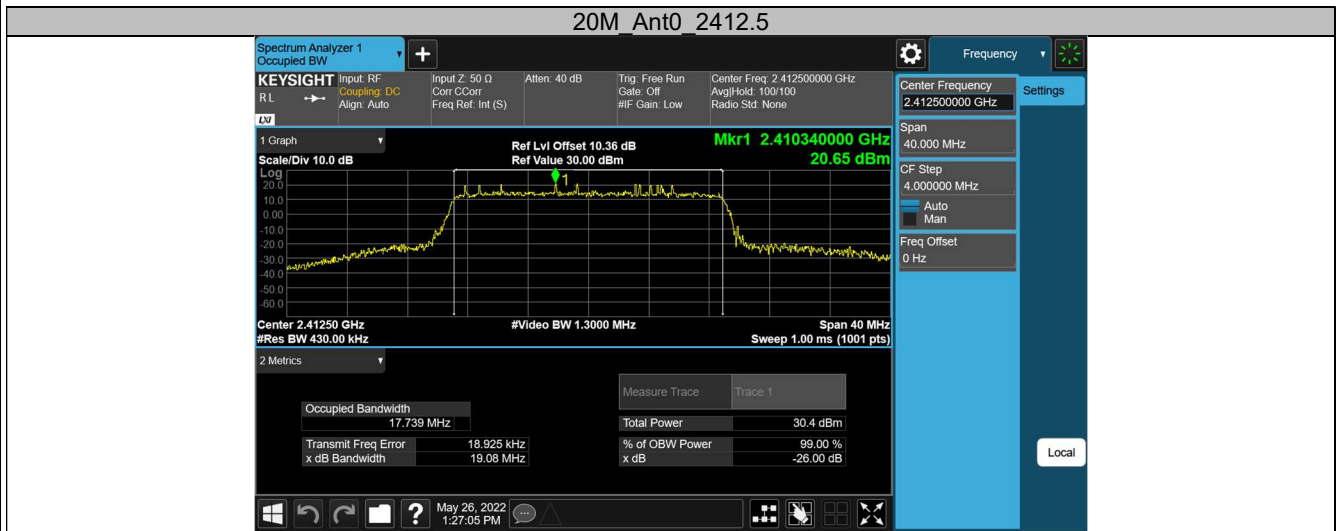 20M_Ant0_2412.5
Spectrum Analyzer 1
Occupied BW
+
Frequency
KEYSIGHT
R L
LXI
Input: RF
Coupling: DC
Align: Auto
Input Z: 50 Ω
Corr CCorr
Freq Ref: Int (S)
Atten: 40 dB
Trig: Free Run
Gate: Off
#IF Gain: Low
Center Freq: 2.412500000 GHz
Avg|Hold: 100/100
Radio Std: None
Center Frequency
2.412500000 GHz
Settings
Span
40.000 MHz
CF Step
4.000000 MHz
Auto
Man
Freq Offset
0 Hz
Local
1 Graph
Scale/Div 10.0 dB
Ref Lvl Offset 10.36 dB
Ref Value 30.00 dBm
Mkr1 2.410340000 GHz
20.65 dBm
Log
1
20.0
10.0
0.00
-10.0
-20.0
-30.0
-40.0
-50.0
-60.0
Center 2.41250 GHz
#Video BW 1.3000 MHz
Span 40 MHz
#Res BW 430.00 kHz
Sweep 1.00 ms (1001 pts)
2 Metrics
Measure Trace Trace 1
Occupied Bandwidth
17.739 MHz
Total Power 30.4 dBm
Transmit Freq Error 18.925 kHz
% of OBW Power 99.00 %
x dB Bandwidth 19.08 MHz
x dB -26.00 dB
?
May 26, 2022
1:27:05 PM